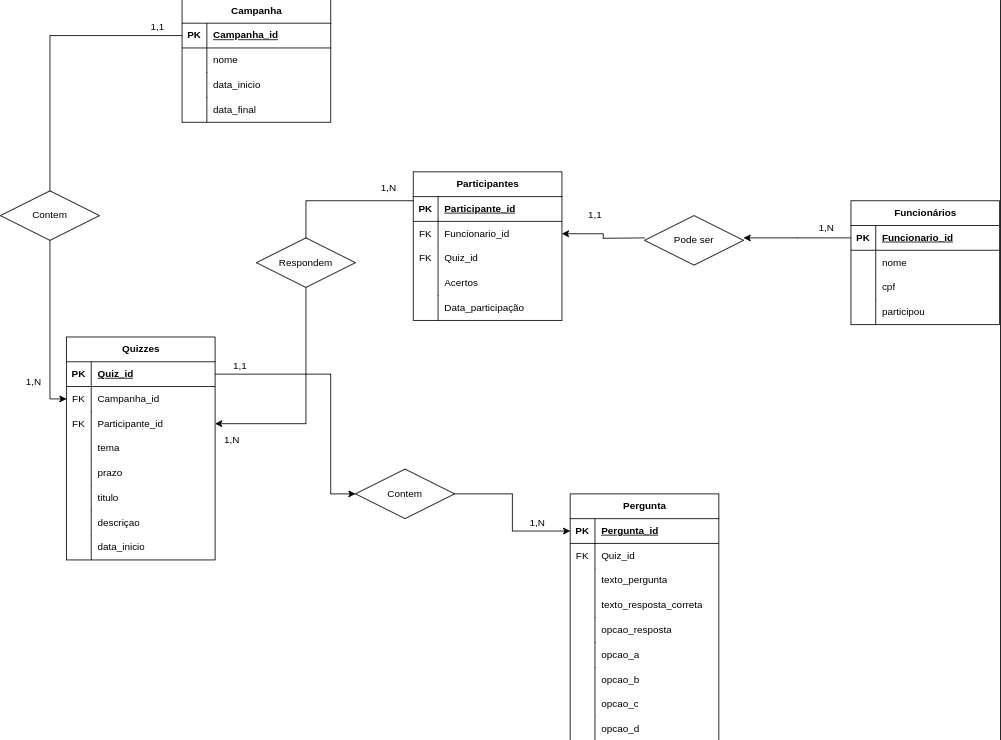 Campanha
1,1
PK Campanha_id
nome
data_inicio
data_final
Contem
1,N
Participantes
PK Participante_id
FK Funcionario_id
FK Quiz_id
Acertos
Data_participação
Respondem
1,1
Pode ser
1,N
Funcionários
PK Funcionario_id
nome
cpf
participou
Quizzes
PK Quiz_id
1,N
FK Campanha_id
FK Participante_id
tema
prazo
titulo
descriçao
data_inicio
1,1
1,N
Contem
1,N
Pergunta
PK Pergunta_id
FK Quiz_id
texto_pergunta
texto_resposta_correta
opcao_resposta
opcao_a
opcao_b
opcao_c
opcao_d